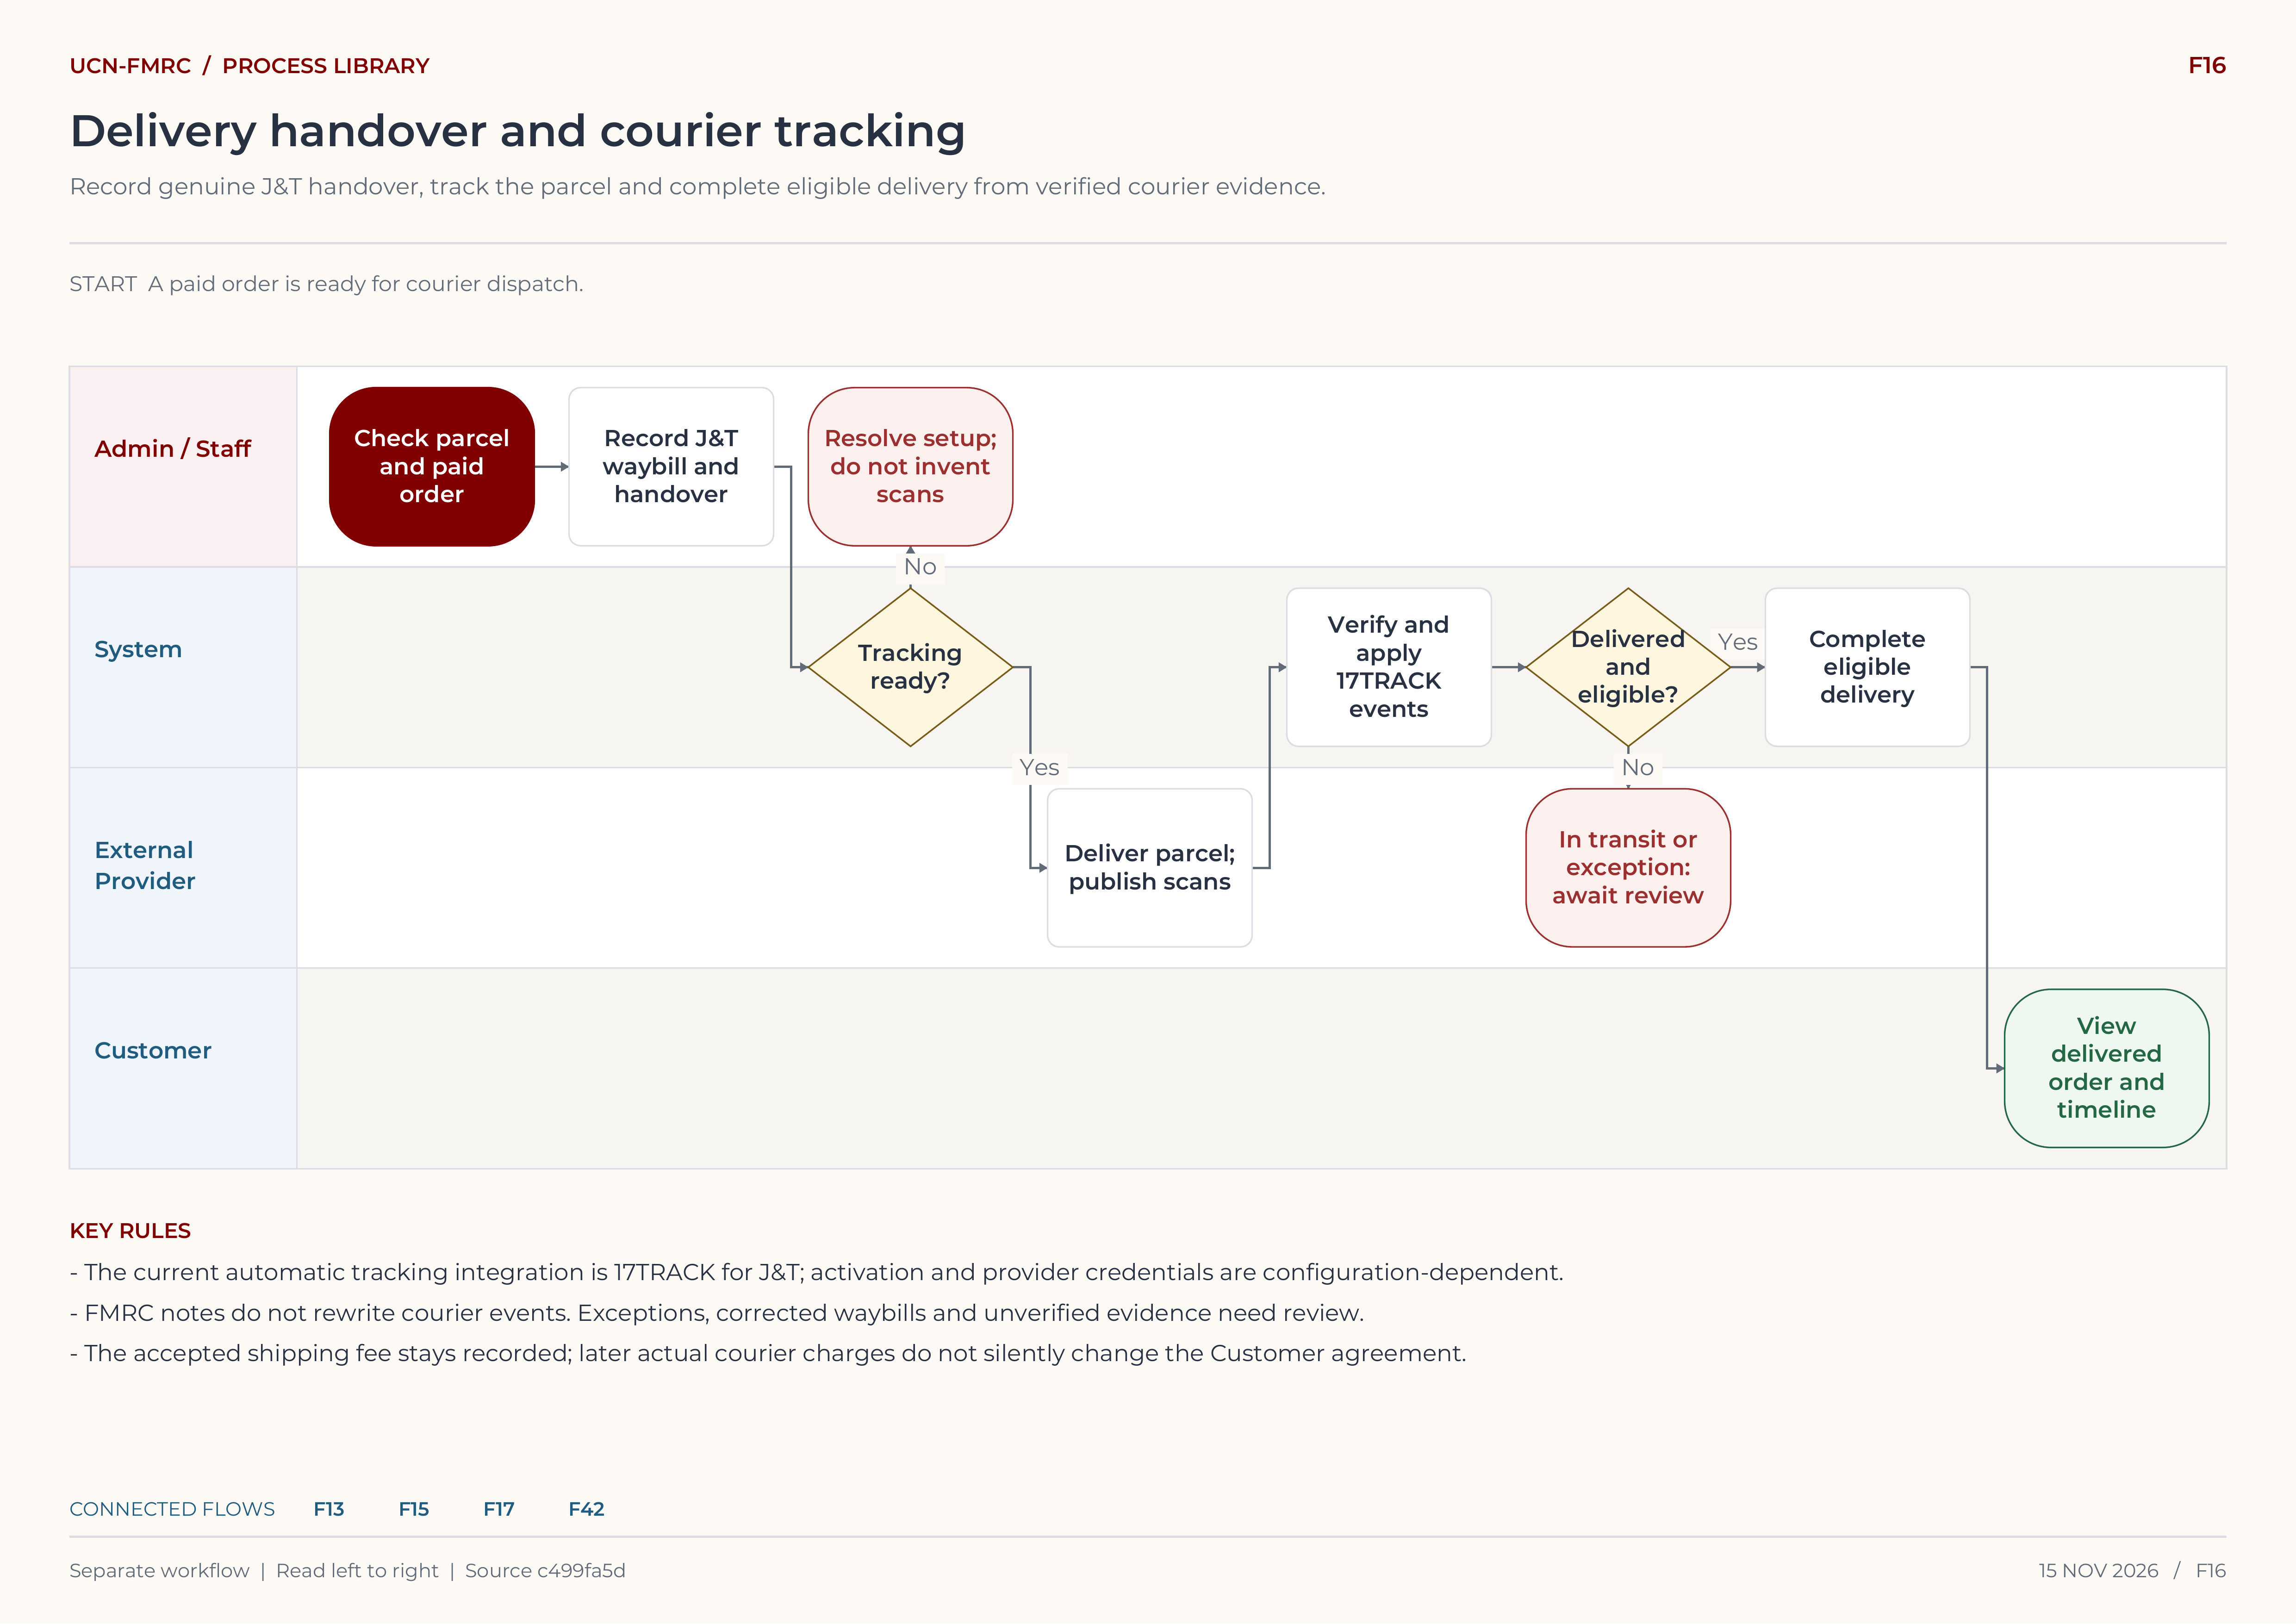 UCN-FMRC / PROCESS LIBRARY
F16
Delivery handover and courier tracking
Record genuine J&T handover, track the parcel and complete eligible delivery from verified courier evidence.
START A paid order is ready for courier dispatch.
Admin / Staff
Check parcel
and paid
order
Record J&T
waybill and
handover
Resolve setup;
do not invent
scans
No
System
Tracking
ready?
Yes
Verify and
apply
17TRACK
events
Delivered
and
eligible?
Yes
Complete
eligible
delivery
No
External
Provider
Deliver parcel;
publish scans
In transit or
exception:
await review
Customer
View
delivered
order and
timeline
KEY RULES
- The current automatic tracking integration is 17TRACK for J&T; activation and provider credentials are configuration-dependent.
- FMRC notes do not rewrite courier events. Exceptions, corrected waybills and unverified evidence need review.
- The accepted shipping fee stays recorded; later actual courier charges do not silently change the Customer agreement.
CONNECTED FLOWS F13 F15 F17 F42
Separate workflow | Read left to right | Source c499fa5d
15 NOV 2026 / F16